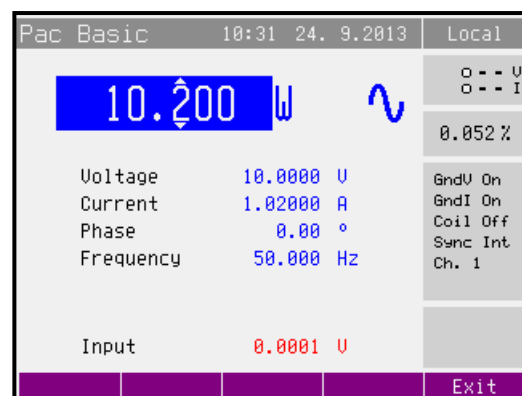 Pac Basic 10:31 24. 9.2013 Local
10.200 W
o-- V
o-- I
0.052 %
Voltage 10.0000 V
Current 1.02000 A
Phase 0.00 °
Frequency 50.000 Hz
GndV On
GndI On
Coil Off
Sync Int
Ch. 1
Input 0.0001 V
Exit